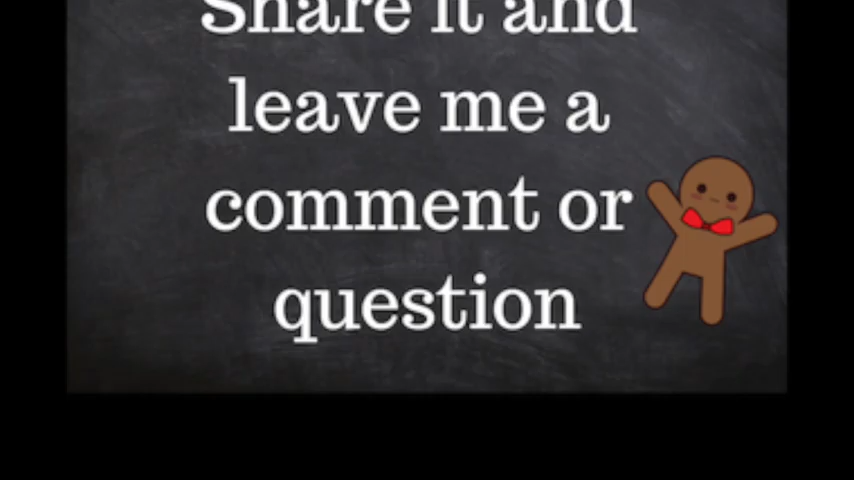 Share it and
leave me a
comment or
question